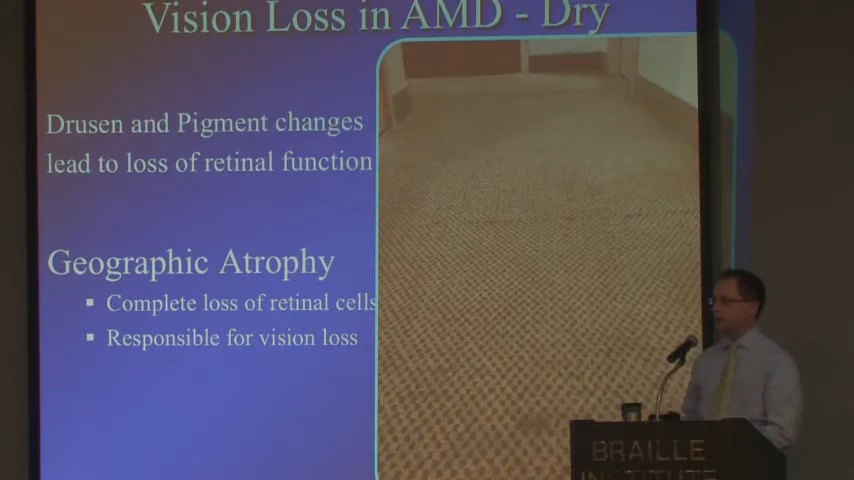 Vision Loss in AMD - Dry
Drusen and Pigment changes
lead to loss of retinal function
Geographic Atrophy
▪ Complete loss of retinal cells
▪ Responsible for vision loss
BRAILLE
INSTITUTE